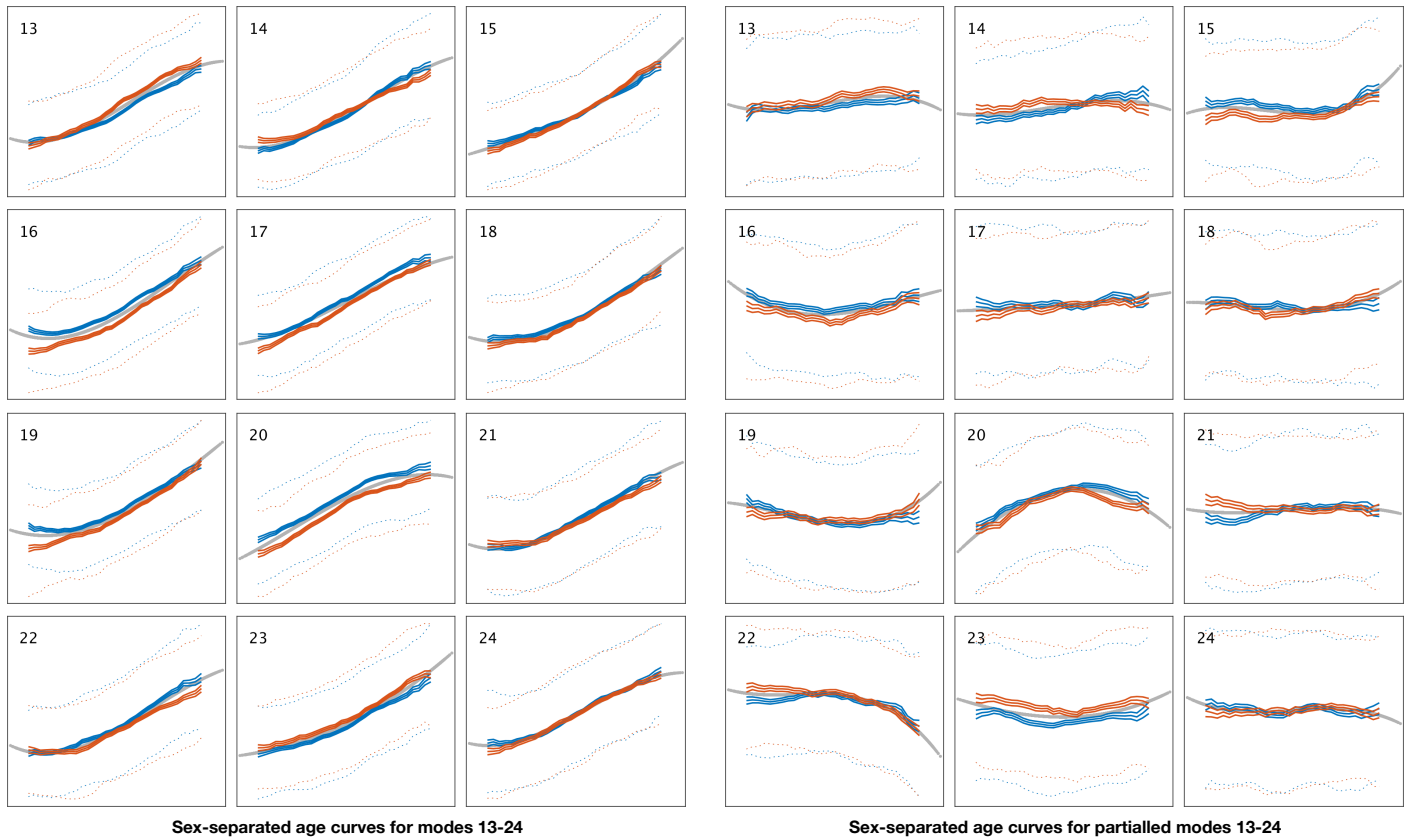 13 14 15 13 14 15
16 17 18 16 17 18
19 20 21 19 20 21
22 23 24 22 23 24
Sex-separated age curves for modes 13-24
Sex-separated age curves for partialled modes 13-24